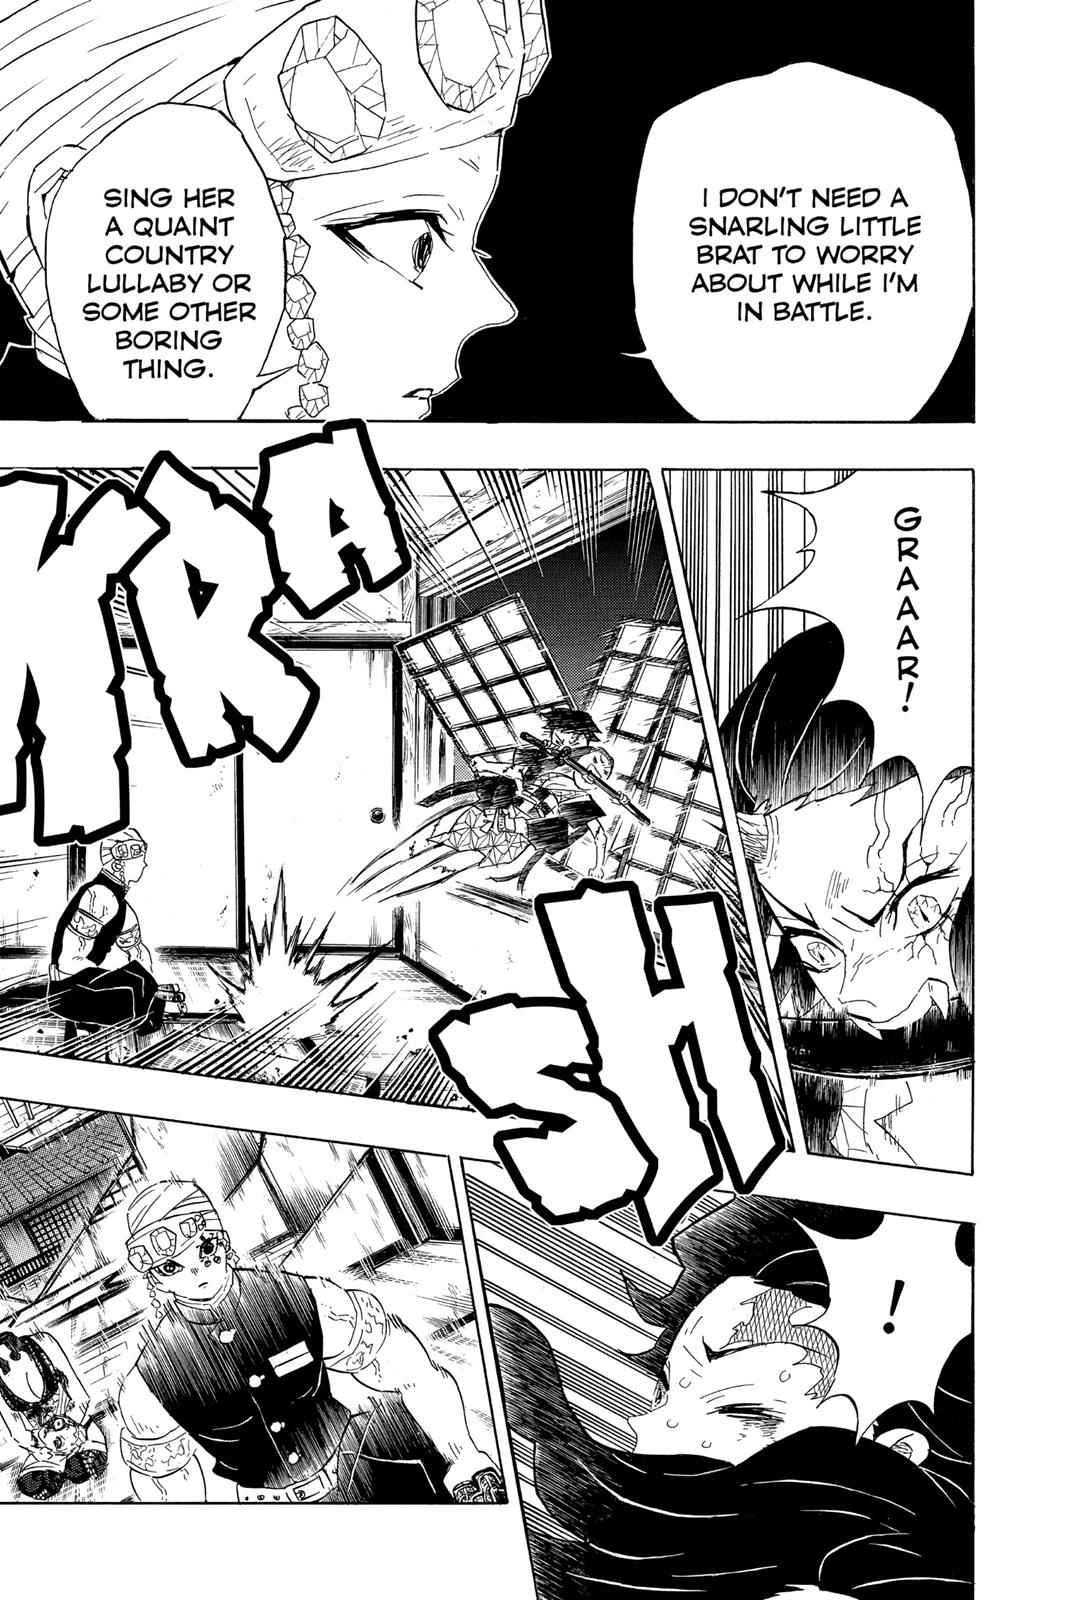 I DON'T NEED A
SNARLING LITTLE
BRAT TO WORRY
ABOUT WHILE I'M
IN BATTLE.
SING HER
A QUAINT
COUNTRY
LULLABY OR
SOME OTHER
BORING
THING.
GRAAAR!
KRA
SH
!